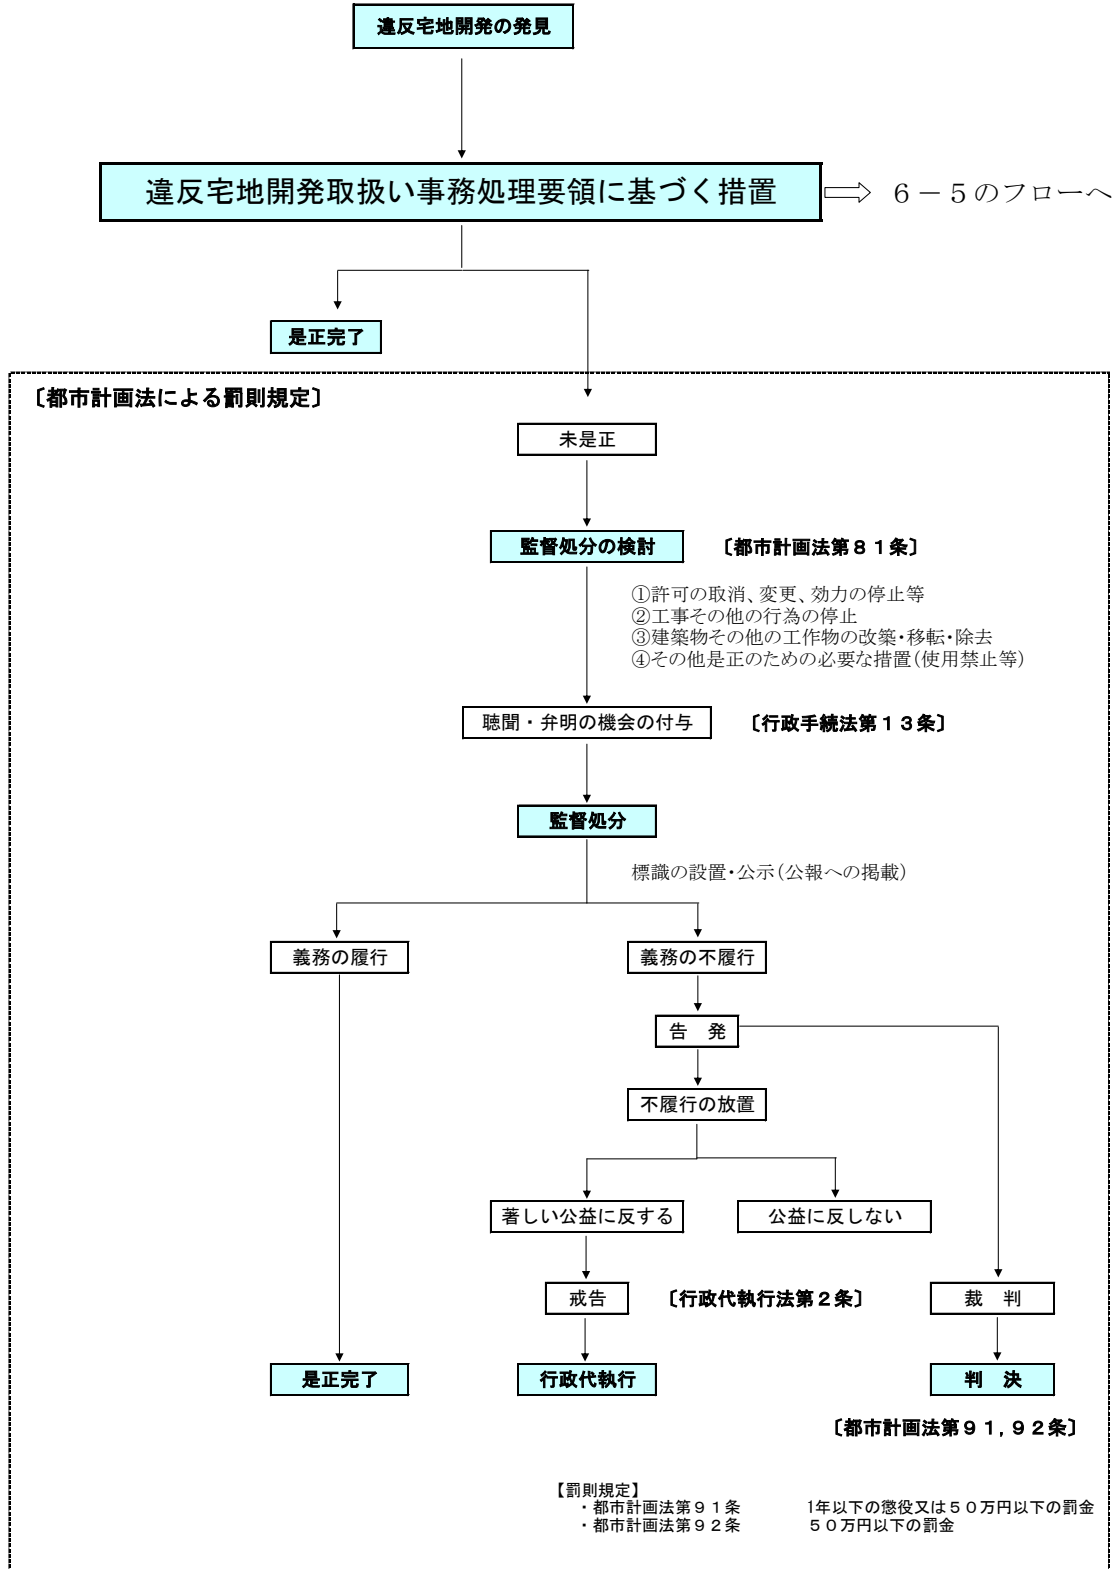 違反宅地開発の発見
違反宅地開発取扱い事務処理要領に基づく措置
６－５のフローへ
是正完了
〔都市計画法による罰則規定〕
未是正
監督処分の検討
〔都市計画法第８１条〕
①許可の取消、変更、効力の停止等
②工事その他の行為の停止
③建築物その他の工作物の改築・移転・除去
④その他是正のための必要な措置(使用禁止等)
聴聞・弁明の機会の付与
〔行政手続法第１３条〕
監督処分
標識の設置・公示(公報への掲載)
義務の履行
義務の不履行
告　発
不履行の放置
著しい公益に反する
公益に反しない
戒告
〔行政代執行法第２条〕
裁　判
是正完了
行政代執行
判　決
〔都市計画法第９１,９２条〕
【罰則規定】
・都市計画法第９１条　1年以下の懲役又は５０万円以下の罰金
・都市計画法第９２条　５０万円以下の罰金